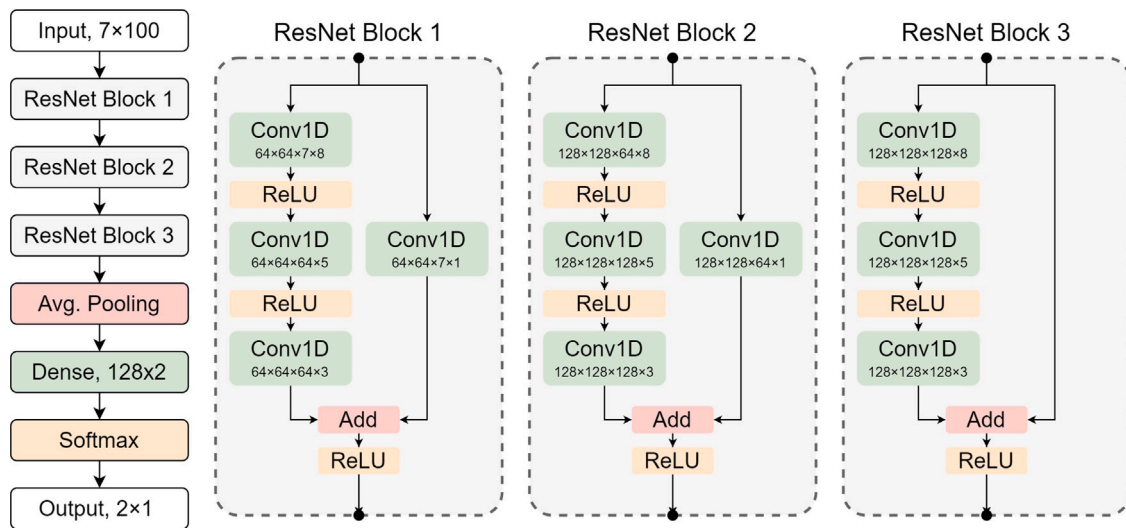 Input, 7×100
ResNet Block 1
ResNet Block 2
ResNet Block 3
Avg. Pooling
Dense, 128x2
Softmax
Output, 2×1
ResNet Block 1
Conv1D
64×64×7×8
ReLU
Conv1D
64×64×64×5
Conv1D
64×64×7×1
ReLU
Conv1D
64×64×64×3
Add
ReLU
ResNet Block 2
Conv1D
128×128×64×8
ReLU
Conv1D
128×128×128×5
Conv1D
128×128×64×1
ReLU
Conv1D
128×128×128×3
Add
ReLU
ResNet Block 3
Conv1D
128×128×128×8
ReLU
Conv1D
128×128×128×5
ReLU
Conv1D
128×128×128×3
Add
ReLU